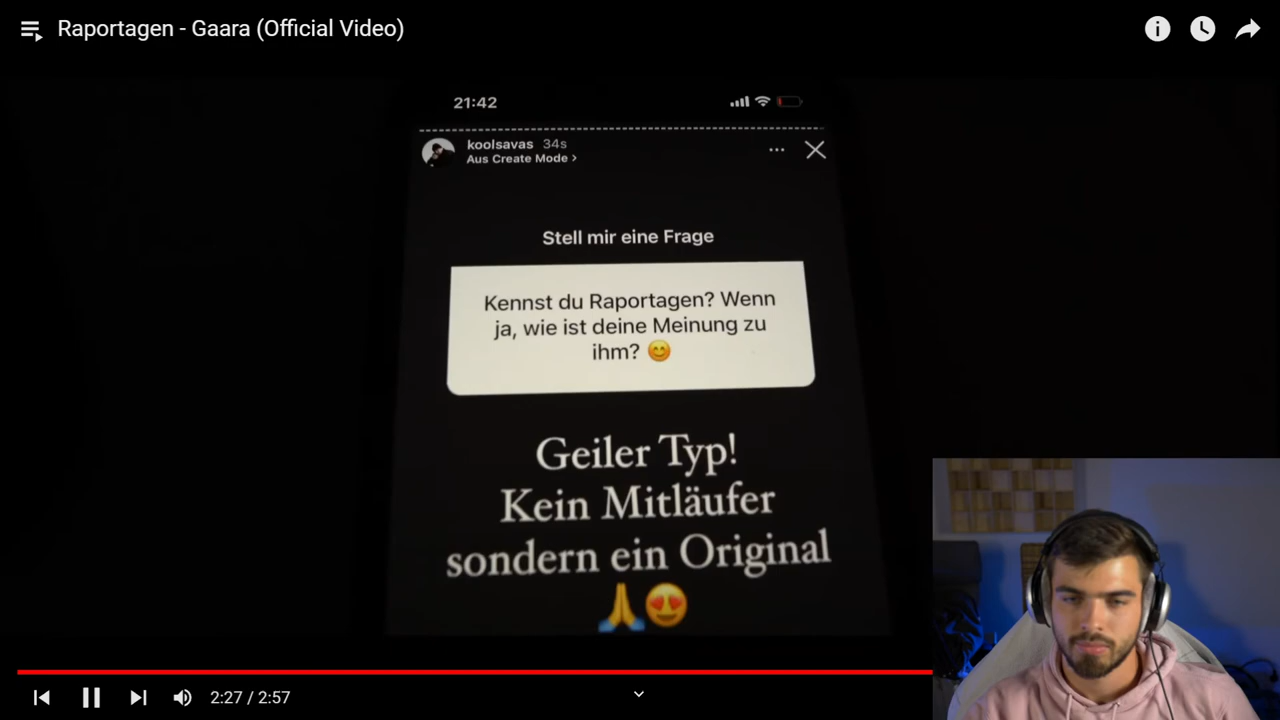 Raportagen - Gaara (Official Video)
21:42
koolsavas 34s
Aus Create Mode >
Stell mir eine Frage
Kennst du Raportagen? Wenn
ja, wie ist deine Meinung zu
ihm? 😊
Geiler Typ!
Kein Mitläufer
sondern ein Original
🙏😍
2:27 / 2:57